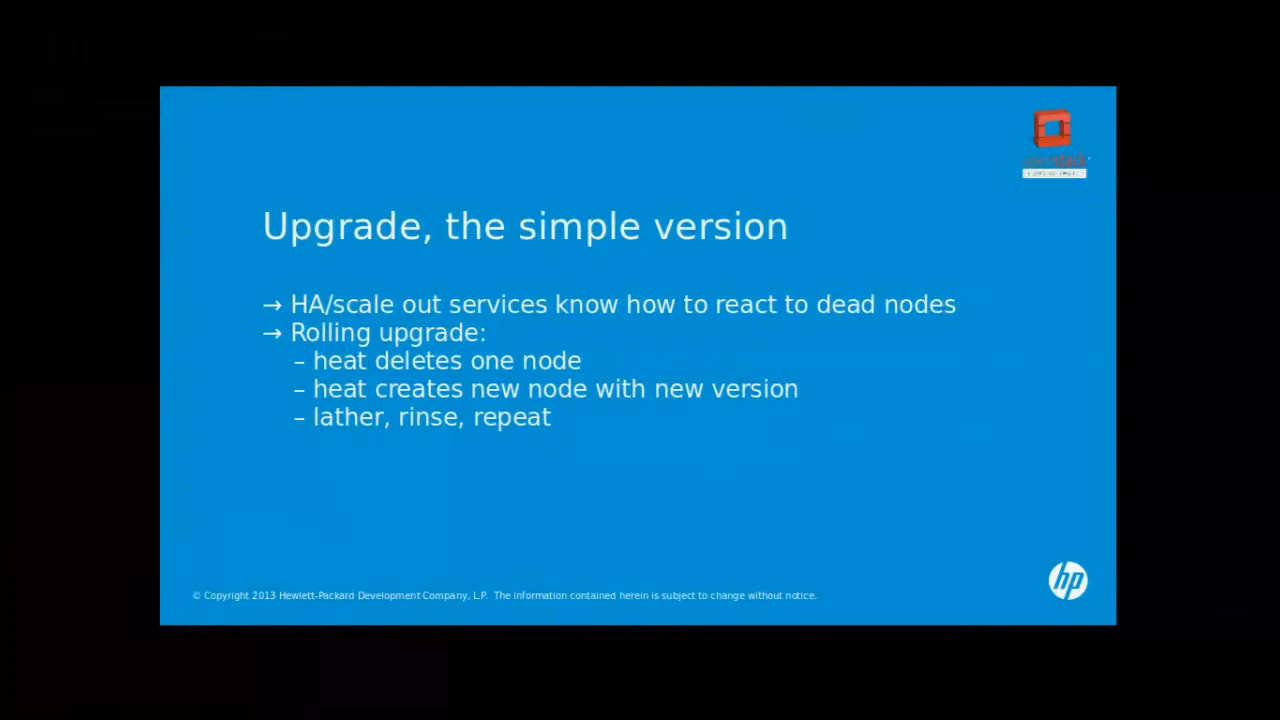 openstack
Upgrade, the simple version
→ HA/scale out services know how to react to dead nodes
→ Rolling upgrade:
– heat deletes one node
– heat creates new node with new version
– lather, rinse, repeat
hp
© Copyright 2013 Hewlett-Packard Development Company, L.P. The information contained herein is subject to change without notice.